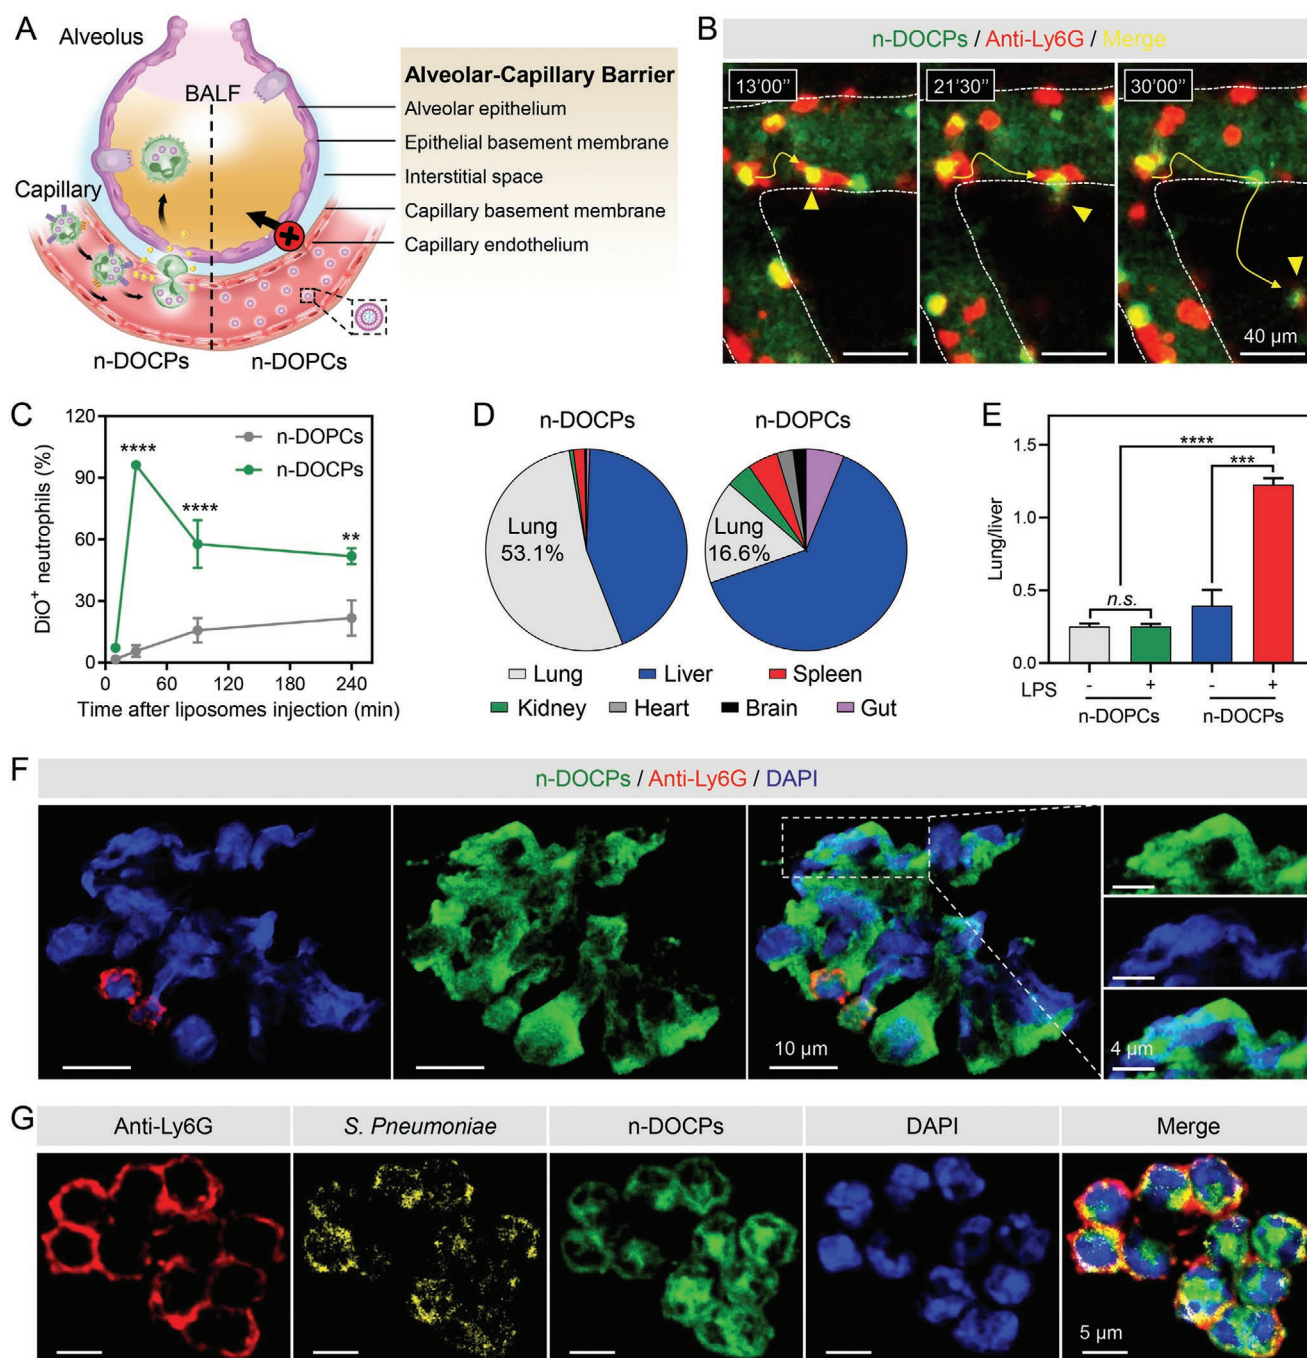 A
Alveolus
BALF
Capillary
n-DOCPs
n-DOPCs
Alveolar-Capillary Barrier
Alveolar epithelium
Epithelial basement membrane
Interstitial space
Capillary basement membrane
Capillary endothelium
B
n-DOCPs / Anti-Ly6G / Merge
13'00"
21'30"
30'00"
40 µm
C
DiO⁺ neutrophils (%)
120
90
60
30
0
****
****
**
n-DOPCs
n-DOCPs
0 60 120 180 240
Time after liposomes injection (min)
D
n-DOCPs
n-DOPCs
Lung
53.1%
Lung
16.6%
Lung Liver Spleen
Kidney Heart Brain Gut
E
Lung/liver
1.5
1.0
0.5
0.0
****
***
n.s.
LPS - + - +
n-DOPCs n-DOCPs
F
n-DOCPs / Anti-Ly6G / DAPI
10 µm
4 µm
G
Anti-Ly6G
S. Pneumoniae
n-DOCPs
DAPI
Merge
5 µm